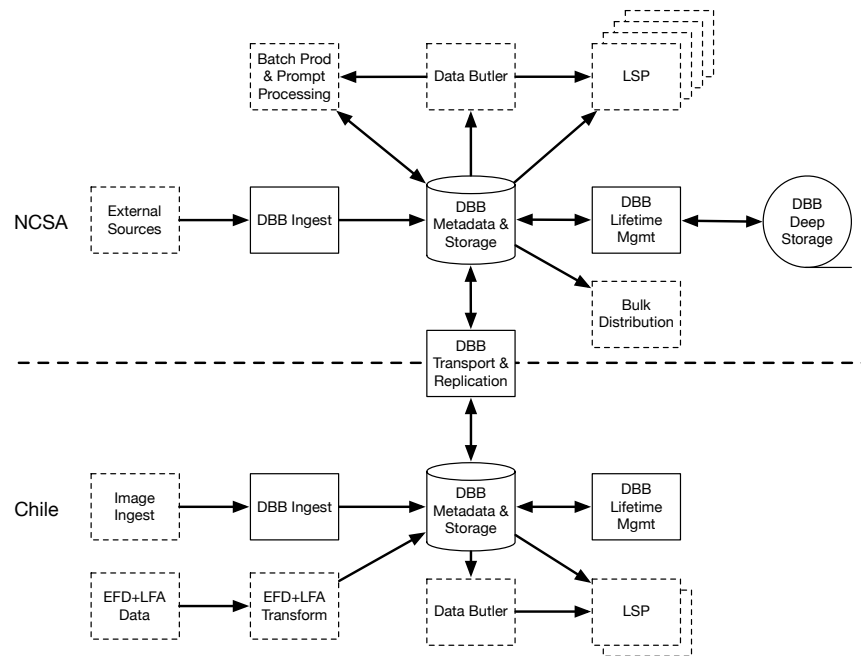 Batch Prod
& Prompt
Processing
Data Butler
LSP
NCSA
External
Sources
DBB Ingest
DBB
Metadata &
Storage
DBB
Lifetime
Mgmt
DBB
Deep
Storage
Bulk
Distribution
DBB
Transport &
Replication
Chile
Image
Ingest
DBB Ingest
DBB
Metadata &
Storage
DBB
Lifetime
Mgmt
EFD+LFA
Data
EFD+LFA
Transform
Data Butler
LSP